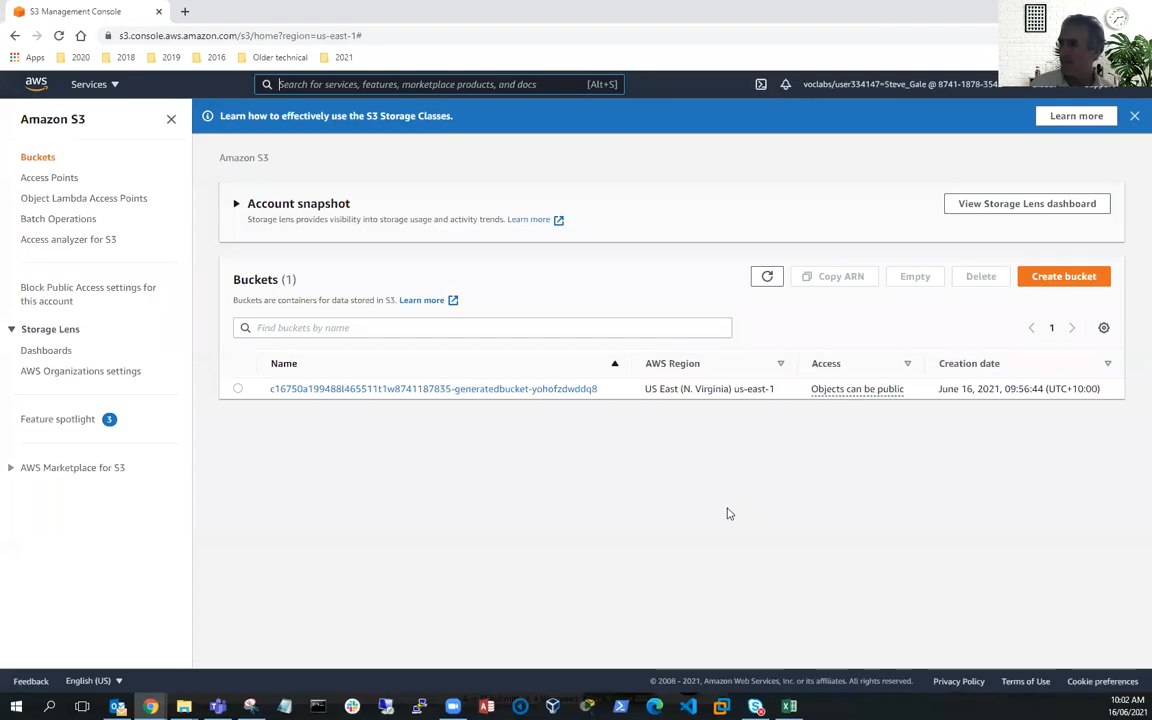 S3 Management Console
s3.console.aws.amazon.com/s3/home?region=us-east-1#
Apps 2020 2018 2019 2016 Older technical 2021
aws Services Search for services, features, marketplace products, and docs [Alt+S] voclabs/user334147=Steve_Gale @ 8741-1878-354
Amazon S3
Learn how to effectively use the S3 Storage Classes. Learn more
Buckets
Access Points
Object Lambda Access Points
Batch Operations
Access analyzer for S3
Block Public Access settings for
this account
Storage Lens
Dashboards
AWS Organizations settings
Feature spotlight 3
AWS Marketplace for S3
Amazon S3
Account snapshot
View Storage Lens dashboard
Storage lens provides visibility into storage usage and activity trends. Learn more
Buckets (1)
Copy ARN Empty Delete Create bucket
Buckets are containers for data stored in S3. Learn more
Find buckets by name
1
Name AWS Region Access Creation date
c16750a199488l465511t1w8741187835-generatedbucket-yohofzdwddq8 US East (N. Virginia) us-east-1 Objects can be public June 16, 2021, 09:56:44 (UTC+10:00)
Feedback English (US) © 2008 - 2021, Amazon Web Services, Inc. or its affiliates. All rights reserved. Privacy Policy Terms of Use Cookie preferences
10:02 AM
16/06/2021